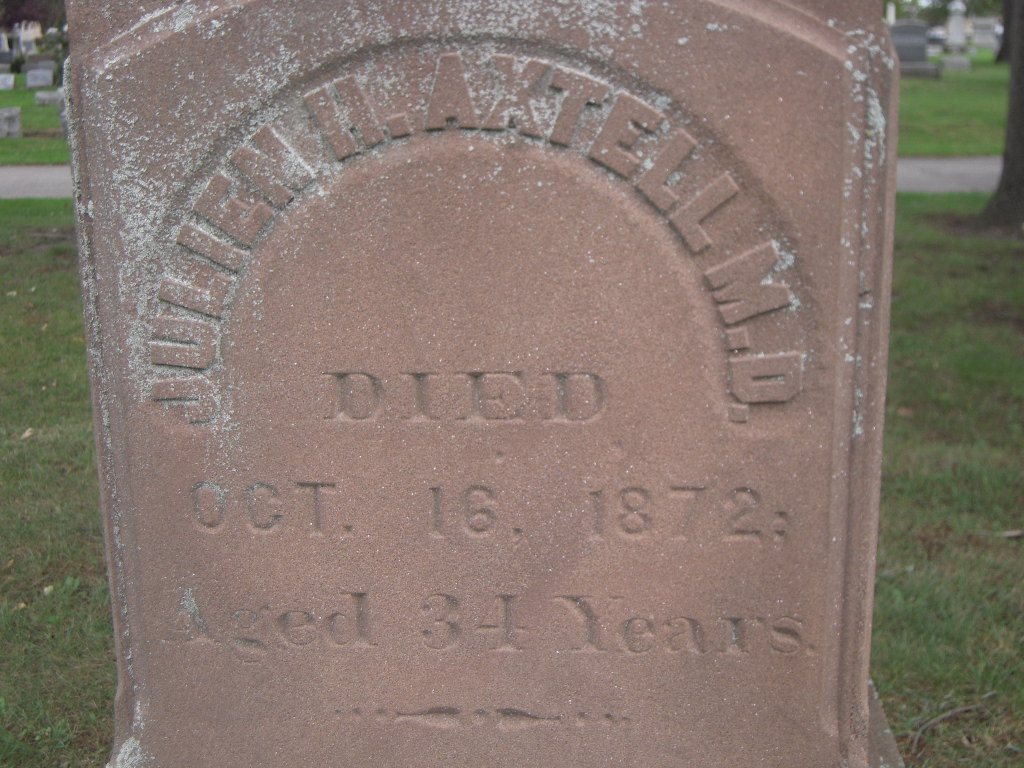 JULIEN H. AXTELL M.D.
DIED
OCT. 16, 1872;
Aged 34 Years.